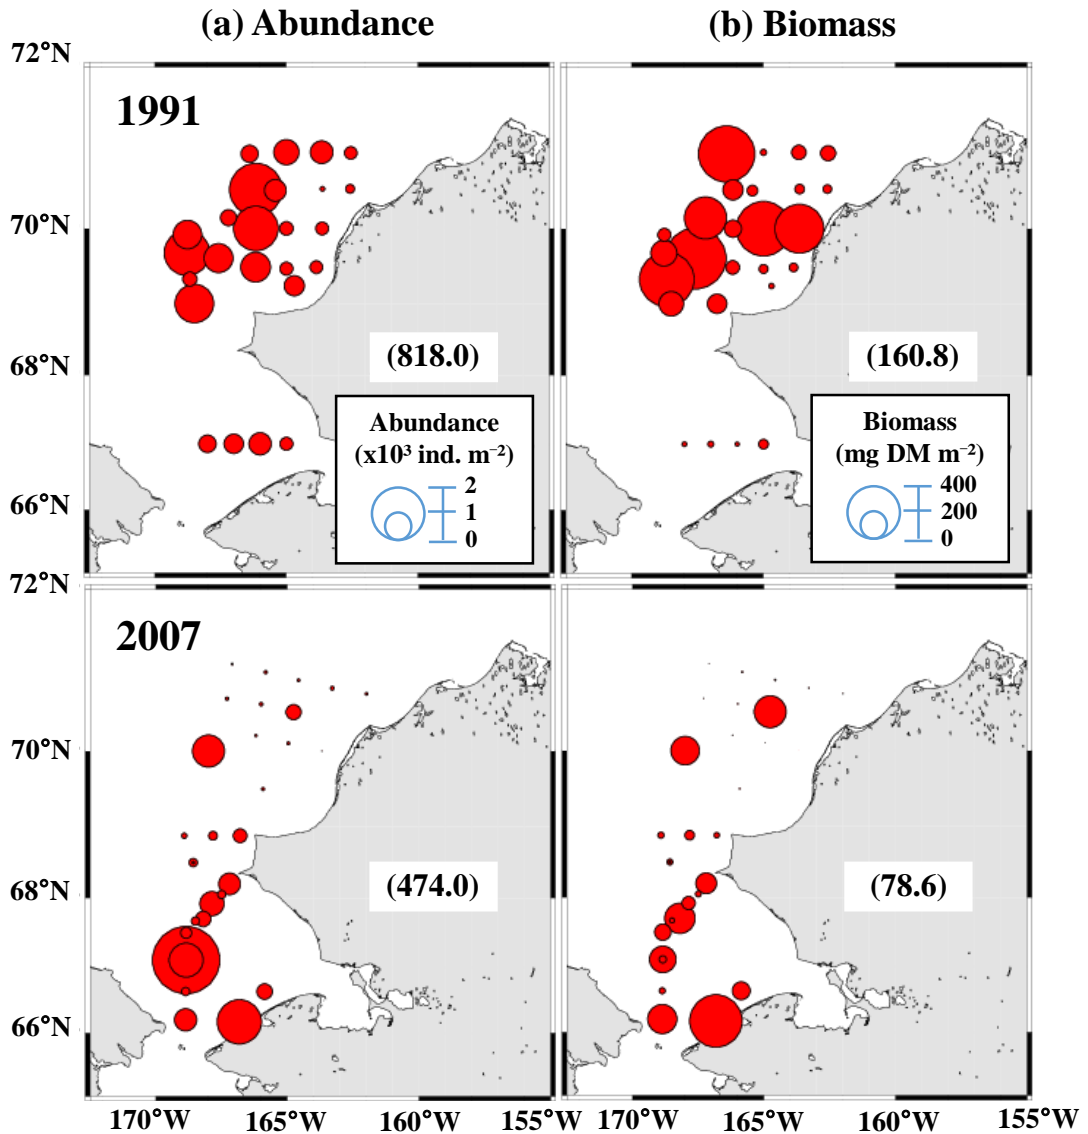 (a) Abundance
(b) Biomass
72°N
1991
70°N
68°N
(818.0)
(160.8)
Abundance
(x10³ ind. m⁻²)
2
1
0
Biomass
(mg DM m⁻²)
400
200
0
66°N
72°N
2007
70°N
68°N
(474.0)
(78.6)
66°N
170°W 165°W 160°W 155°W 170°W 165°W 160°W 155°W